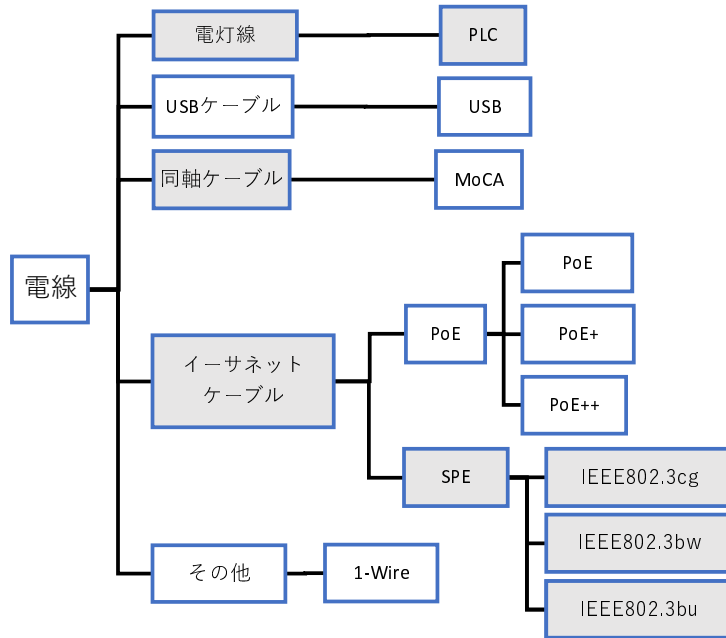 電灯線
PLC
USBケーブル
USB
同軸ケーブル
MoCA
電線
イーサネット
ケーブル
PoE
PoE
PoE+
PoE++
SPE
IEEE802.3cg
IEEE802.3bw
IEEE802.3bu
その他
1-Wire